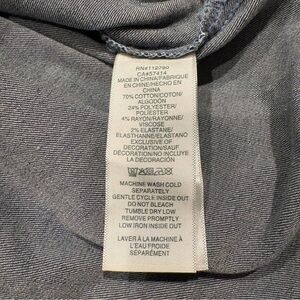 RN#112790
CA#57414
MADE IN CHINA/FABRIQUE
EN CHINE/HECHO EN
CHINA
70% COTTON/COTON/
ALGODÓN
24% POLYESTER/
POLIESTER
4% RAYON/RAYONNE/
VISCOSE
2% ELASTANE/
ELASTHANNE/ELASTANO
EXCLUSIVE OF
DECORATION/SAUF
DÉCORATION/NO INCLUYE
LA DECORACIÓN
MACHINE WASH COLD
SEPARATELY
GENTLE CYCLE INSIDE OUT
DO NOT BLEACH
TUMBLE DRY LOW
REMOVE PROMPTLY
LOW IRON INSIDE OUT
LAVER À LA MACHINE À
L'EAU FROIDE
SÉPARÉMENT